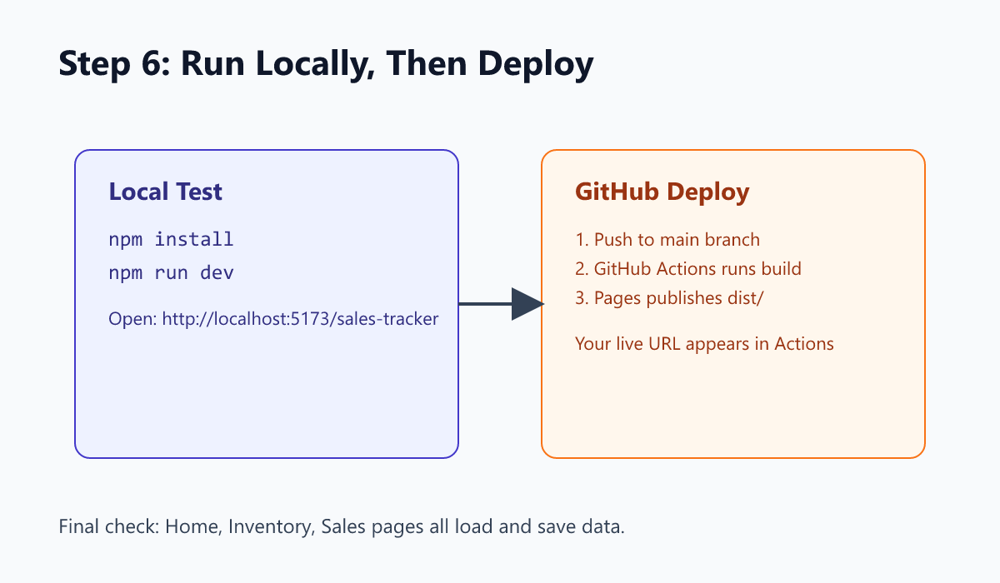 Step 6: Run Locally, Then Deploy
Local Test
npm install
npm run dev
Open: http://localhost:5173/sales-tracker
GitHub Deploy
1. Push to main branch
2. GitHub Actions runs build
3. Pages publishes dist/
Your live URL appears in Actions
Final check: Home, Inventory, Sales pages all load and save data.